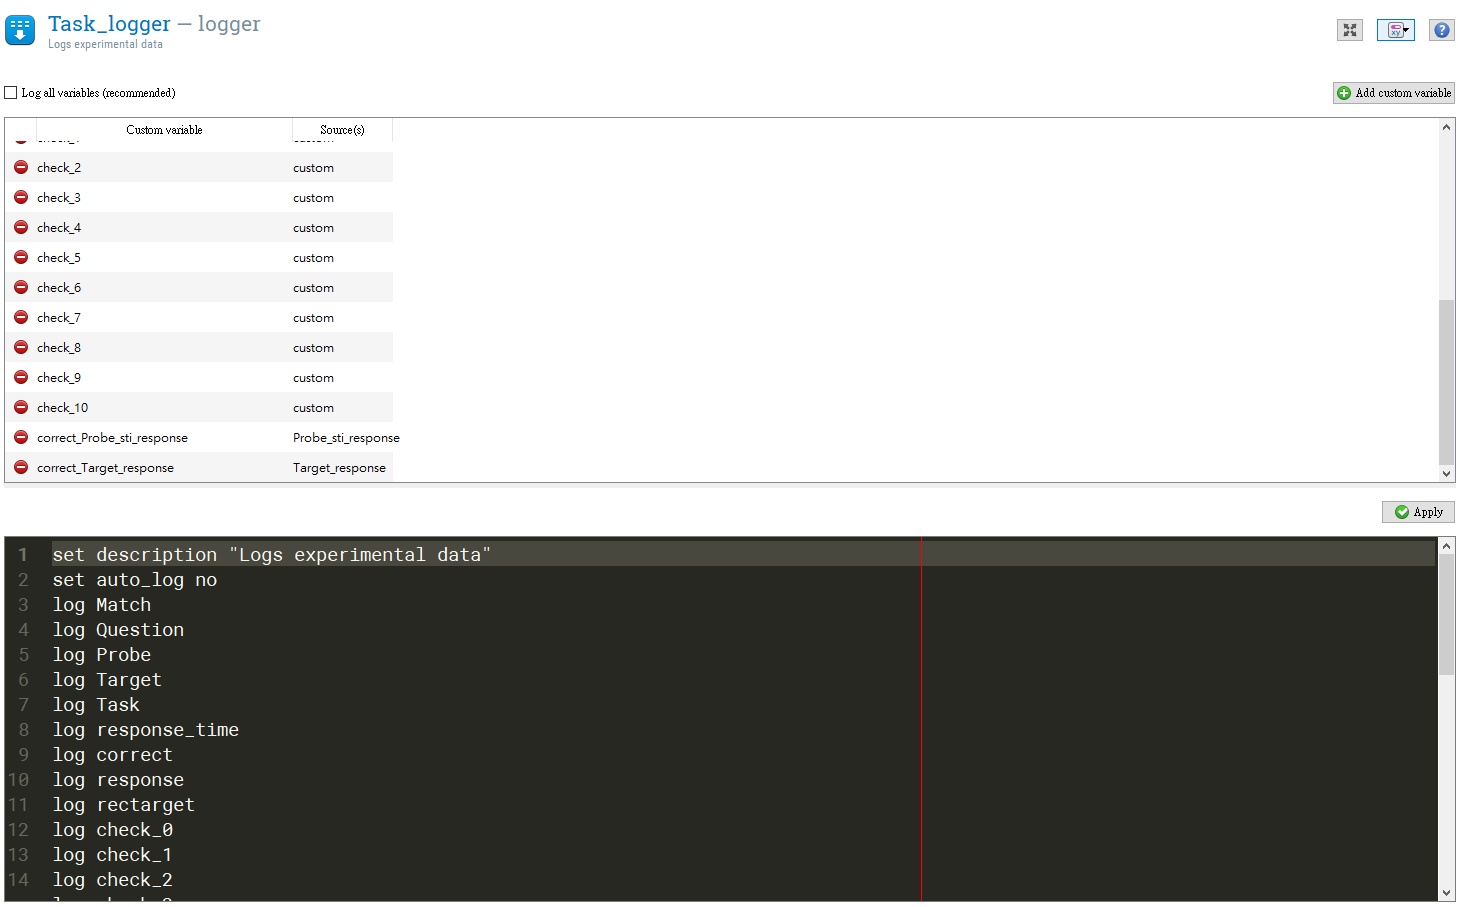 Task_logger — logger
Logs experimental data
Log all variables (recommended)
Add custom variable
Custom variable Source(s)
check_2 custom
check_3 custom
check_4 custom
check_5 custom
check_6 custom
check_7 custom
check_8 custom
check_9 custom
check_10 custom
correct_Probe_sti_response Probe_sti_response
correct_Target_response Target_response
Apply
1 set description "Logs experimental data"
2 set auto_log no
3 log Match
4 log Question
5 log Probe
6 log Target
7 log Task
8 log response_time
9 log correct
10 log response
11 log rectarget
12 log check_0
13 log check_1
14 log check_2